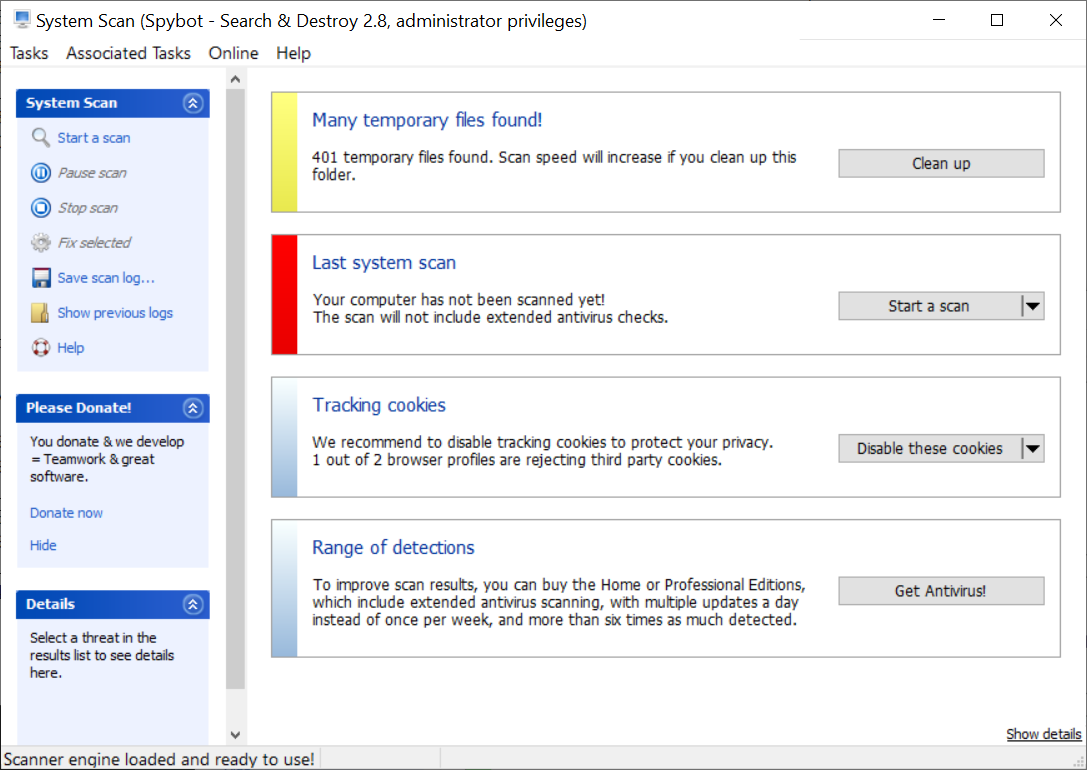 System Scan (Spybot - Search & Destroy 2.8, administrator privileges)
Tasks Associated Tasks Online Help
System Scan
Start a scan
Pause scan
Stop scan
Fix selected
Save scan log...
Show previous logs
Help
Please Donate!
You donate & we develop
= Teamwork & great
software.
Donate now
Hide
Details
Select a threat in the
results list to see details
here.
Many temporary files found!
401 temporary files found. Scan speed will increase if you clean up this
folder.
Clean up
Last system scan
Your computer has not been scanned yet!
The scan will not include extended antivirus checks.
Start a scan
Tracking cookies
We recommend to disable tracking cookies to protect your privacy.
1 out of 2 browser profiles are rejecting third party cookies.
Disable these cookies
Range of detections
To improve scan results, you can buy the Home or Professional Editions,
which include extended antivirus scanning, with multiple updates a day
instead of once per week, and more than six times as much detected.
Get Antivirus!
Show details
Scanner engine loaded and ready to use!